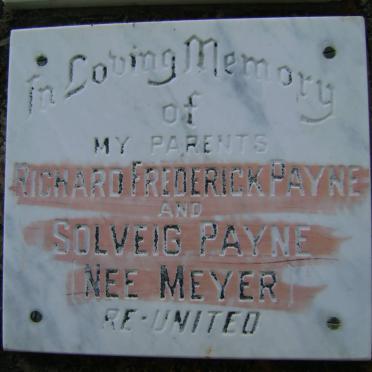 In Loving Memory
of
MY PARENTS
RICHARD FREDERICK PAYNE
AND
SOLVEIG PAYNE
(NEE MEYER)
RE-UNITED